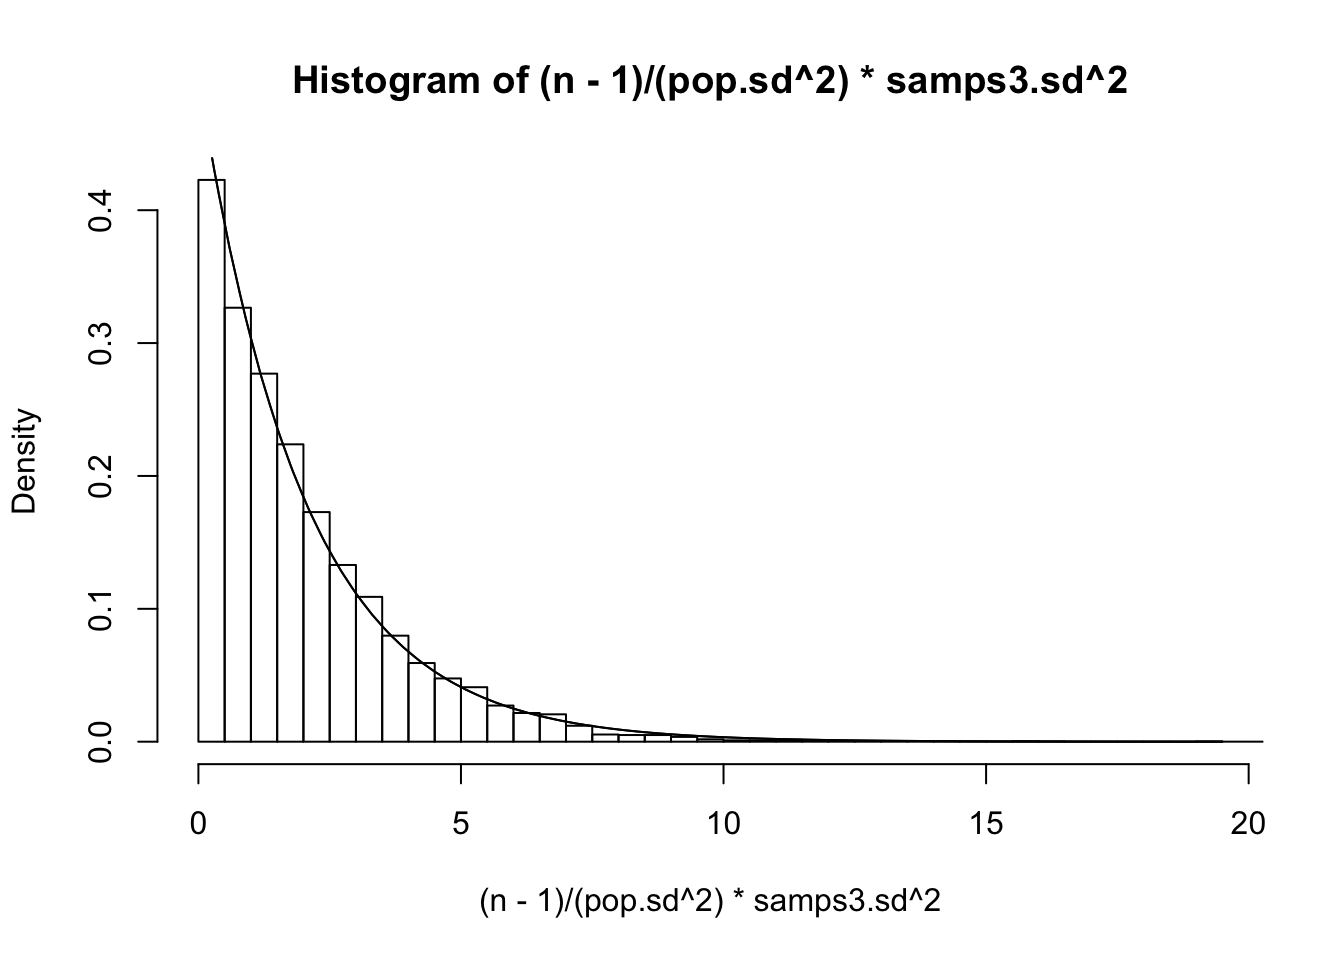 Histogram of (n - 1)/(pop.sd^2) * samps3.sd^2
Density
0.4
0.3
0.2
0.1
0.0
0 5 10 15 20
(n - 1)/(pop.sd^2) * samps3.sd^2